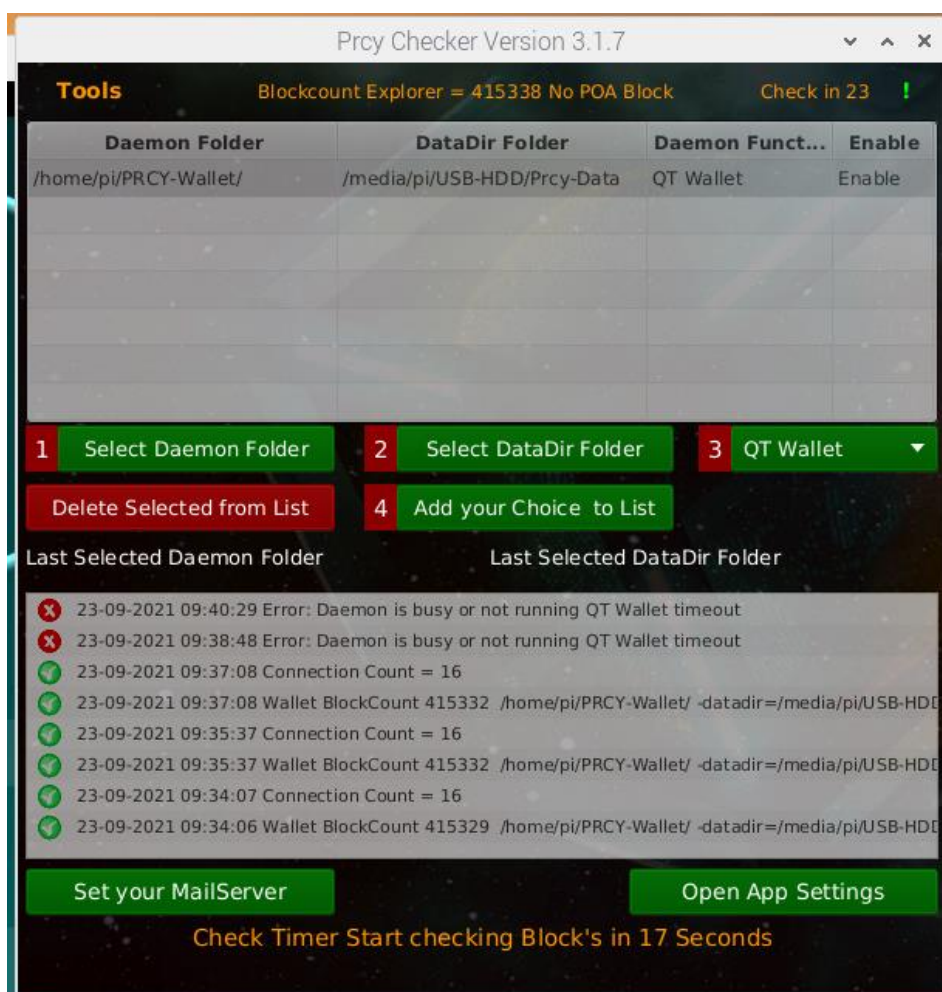 Prcy Checker Version 3.1.7
Tools Blockcount Explorer = 415338 No POA Block Check in 23 !
Daemon Folder DataDir Folder Daemon Funct... Enable
/home/pi/PRCY-Wallet/ /media/pi/USB-HDD/Prcy-Data QT Wallet Enable
1 Select Daemon Folder 2 Select DataDir Folder 3 QT Wallet
Delete Selected from List 4 Add your Choice to List
Last Selected Daemon Folder Last Selected DataDir Folder
23-09-2021 09:40:29 Error: Daemon is busy or not running QT Wallet timeout
23-09-2021 09:38:48 Error: Daemon is busy or not running QT Wallet timeout
23-09-2021 09:37:08 Connection Count = 16
23-09-2021 09:37:08 Wallet BlockCount 415332 /home/pi/PRCY-Wallet/ -datadir=/media/pi/USB-HDD
23-09-2021 09:35:37 Connection Count = 16
23-09-2021 09:35:37 Wallet BlockCount 415332 /home/pi/PRCY-Wallet/ -datadir=/media/pi/USB-HDD
23-09-2021 09:34:07 Connection Count = 16
23-09-2021 09:34:06 Wallet BlockCount 415329 /home/pi/PRCY-Wallet/ -datadir=/media/pi/USB-HDD
Set your MailServer Open App Settings
Check Timer Start checking Block's in 17 Seconds